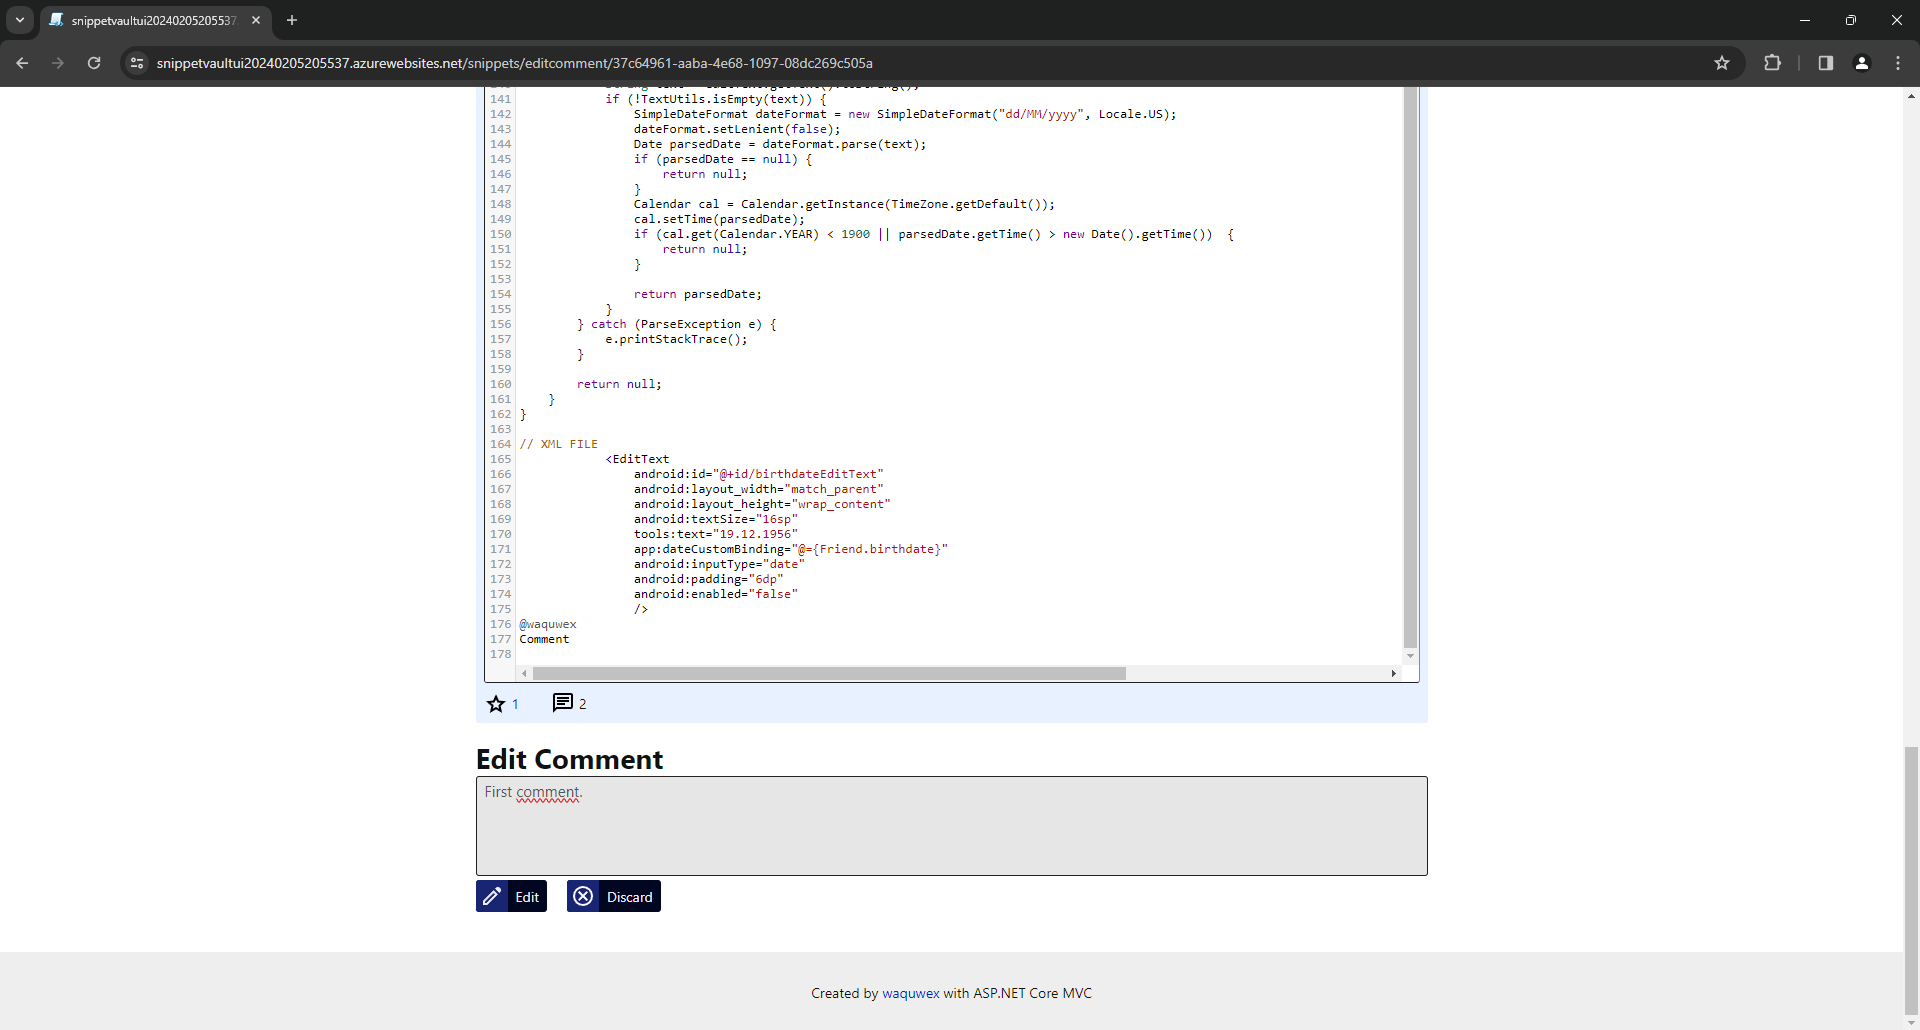 snippetvaultui20240205205537.
snippetvaultui20240205205537.azurewebsites.net/snippets/editcomment/37c64961-aaba-4e68-1097-08dc269c505a
141 if (!TextUtils.isEmpty(text)) {
142 SimpleDateFormat dateFormat = new SimpleDateFormat("dd/MM/yyyy", Locale.US);
143 dateFormat.setLenient(false);
144 Date parsedDate = dateFormat.parse(text);
145 if (parsedDate == null) {
146 return null;
147 }
148 Calendar cal = Calendar.getInstance(TimeZone.getDefault());
149 cal.setTime(parsedDate);
150 if (cal.get(Calendar.YEAR) < 1900 || parsedDate.getTime() > new Date().getTime()) {
151 return null;
152 }
153
154 return parsedDate;
155 }
156 } catch (ParseException e) {
157 e.printStackTrace();
158 }
159
160 return null;
161 }
162 }
163
164 // XML FILE
165 <EditText
166 android:id="@+id/birthdateEditText"
167 android:layout_width="match_parent"
168 android:layout_height="wrap_content"
169 android:textSize="16sp"
170 tools:text="19.12.1956"
171 app:dateCustomBinding="@={Friend.birthdate}"
172 android:inputType="date"
173 android:padding="6dp"
174 android:enabled="false"
175 />
176 @waquwex
177 Comment
178
1 2
Edit Comment
First comment.
Edit Discard
Created by waquwex with ASP.NET Core MVC